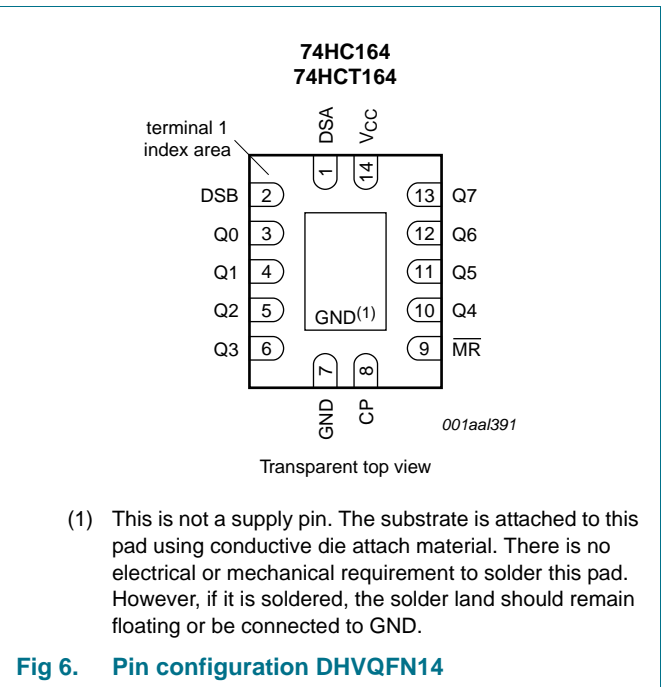 74HC164
74HCT164
terminal 1
index area
DSA
VCC
1
14
DSB 2
13 Q7
Q0 3
12 Q6
Q1 4
11 Q5
Q2 5
10 Q4
Q3 6
9 MR
GND(1)
7
8
GND
CP
001aal391
Transparent top view
(1) This is not a supply pin. The substrate is attached to this
pad using conductive die attach material. There is no
electrical or mechanical requirement to solder this pad.
However, if it is soldered, the solder land should remain
floating or be connected to GND.
Fig 6. Pin configuration DHVQFN14